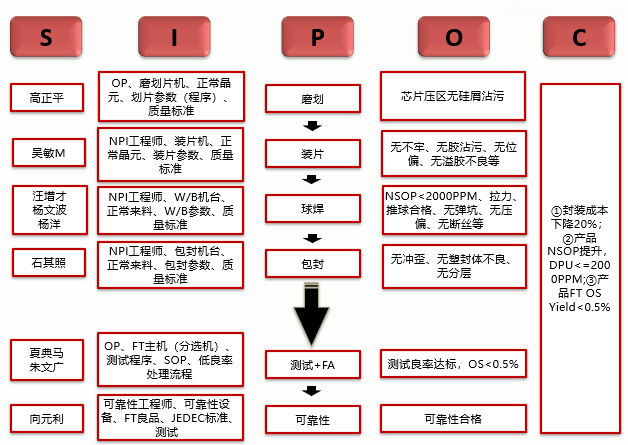 S I P O C
高正平
OP、磨划片机、正常晶
元、划片参数（程序）、
质量标准
磨划
芯片压区无硅屑沾污
吴敏M
NPI工程师、装片机、正
常晶元、装片参数、质量
标准
装片
无不牢、无胶沾污、无位
偏、无溢胶不良等
汪增才
杨文波
杨洋
NPI工程师、W/B机台、
正常来料、W/B参数、质
量标准
球焊
NSOP<2000PPM、拉力、
推球合格、无弹坑、无压
偏、无断丝等
石其照
NPI工程师、包封机台、
正常来料、包封参数、质
量标准
包封
无冲歪、无塑封体不良、
无分层
夏典马
朱文广
OP、FT主机（分选机）、
测试程序、SOP、低良率
处理流程
测试+FA
测试良率达标，OS<0.5%
向元利
可靠性工程师、可靠性设
备、FT良品、JEDEC标准、
测试
可靠性
可靠性合格
①封装成本
下降20%；
②产品
NSOP提升，
DPU<=200
0PPM;③产
品FT OS
Yield<0.5%